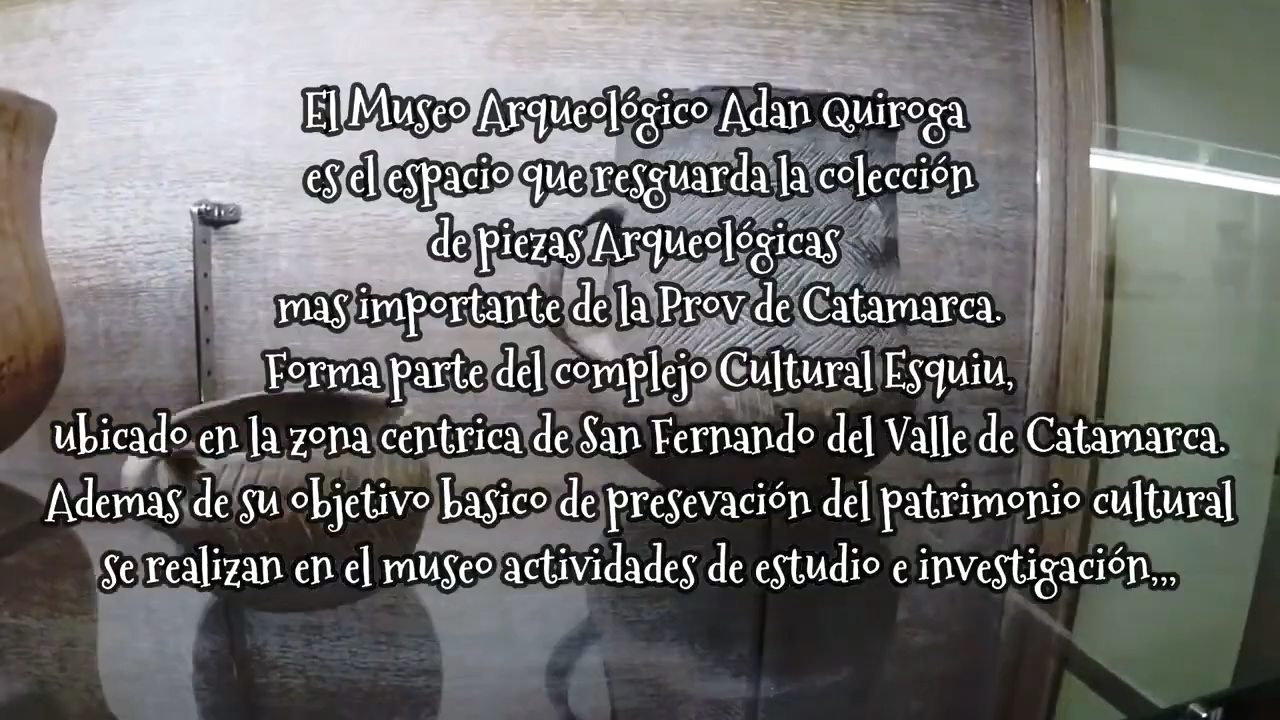 El Museo Arqueológico Adan Quiroga
es el espacio que resguarda la colección
de piezas Arqueológicas
mas importante de la Prov de Catamarca.
Forma parte del complejo Cultural Esquiu,
ubicado en la zona centrica de San Fernando del Valle de Catamarca.
Ademas de su objetivo basico de presevación del patrimonio cultural
se realizan en el museo actividades de estudio e investigación,,,